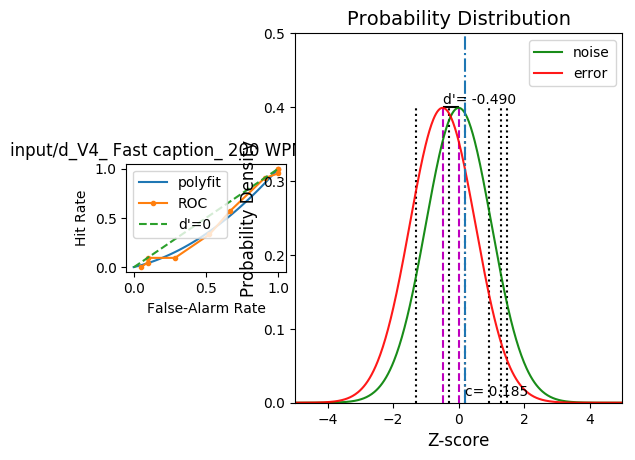 Probability Distribution
input/d_V4_ Fast caption_ 200 WPM
Hit Rate
1.0
0.5
0.0
polyfit
ROC
d'=0
0.0
0.5
1.0
False-Alarm Rate
Probability Density
0.5
0.4
0.3
0.2
0.1
0.0
noise
error
d'= -0.490
c= 0.185
−4
−2
0
2
4
Z-score